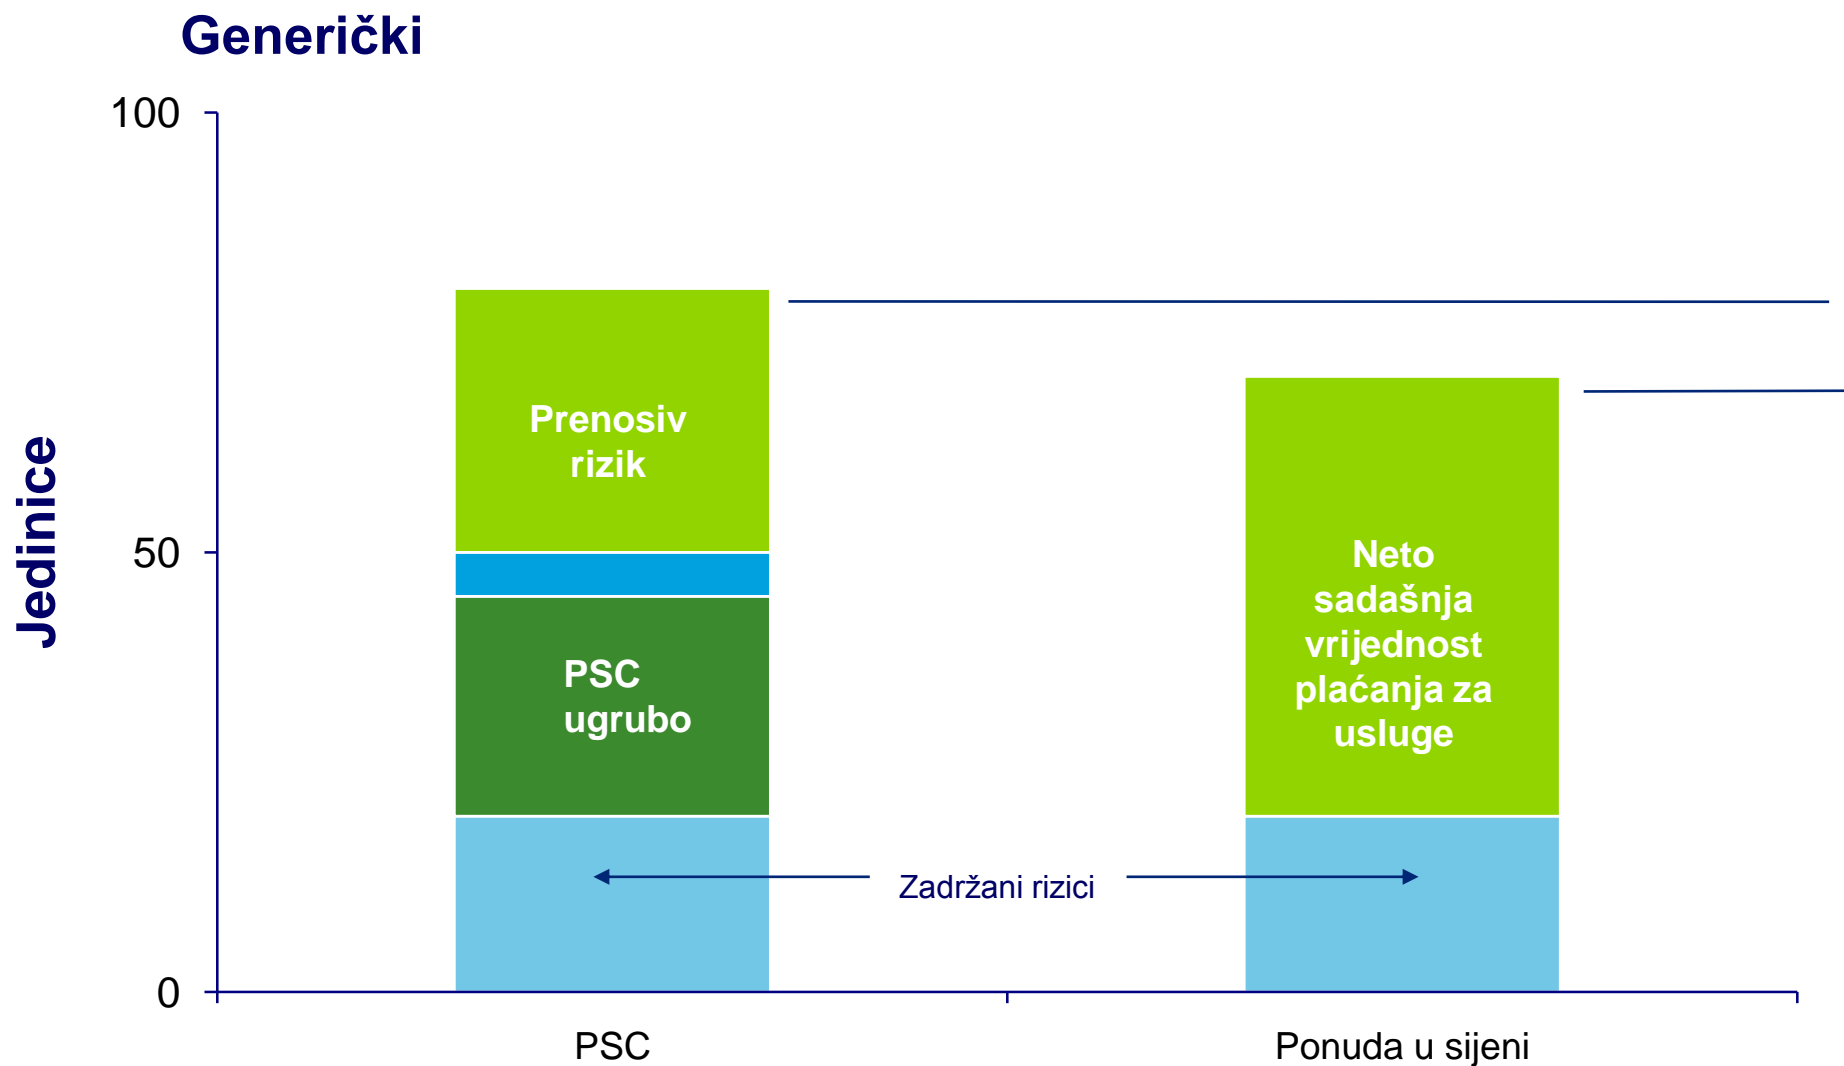 Generički
100
50
0
Jedinice
Prenosiv
rizik
PSC
ugrubo
Neto
sadašnja
vrijednost
plaćanja za
usluge
Zadržani rizici
PSC
Ponuda u sijeni